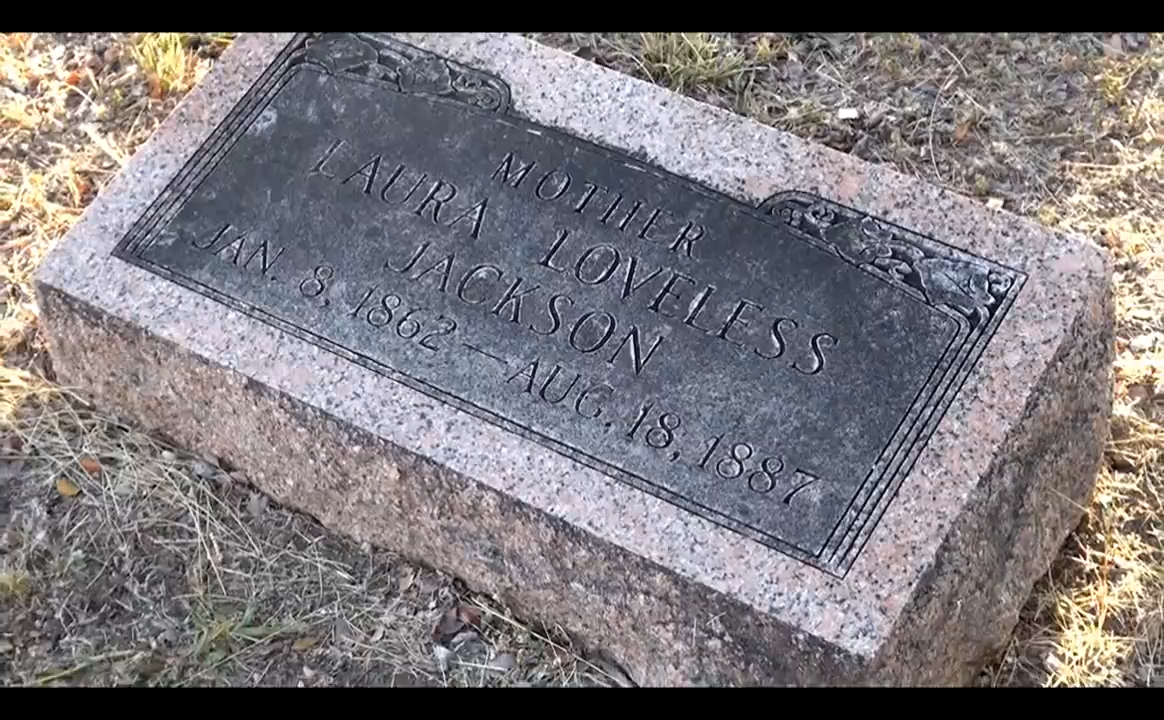 MOTHER
LAURA LOVELESS
JACKSON
JAN. 8, 1862 — AUG. 18, 1887